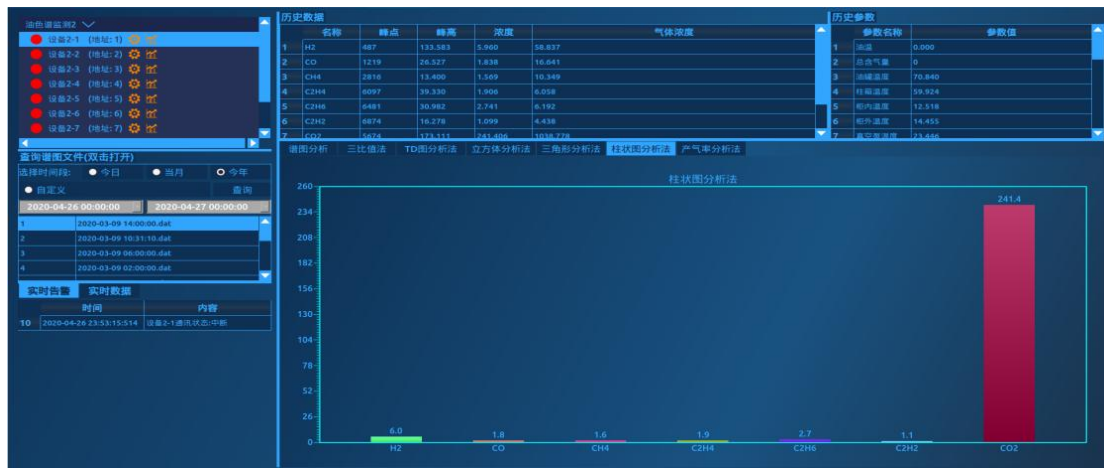 油色谱监测2
设备2-1 (地址: 1)
设备2-2 (地址: 2)
设备2-3 (地址: 3)
设备2-4 (地址: 4)
设备2-5 (地址: 5)
设备2-6 (地址: 6)
设备2-7 (地址: 7)
查询谱图文件(双击打开)
选择时间段: 今日 当月 今年
自定义 查询
2020-04-26 00:00:00 2020-04-27 00:00:00
1 2020-03-09 14:00:00.dat
2 2020-03-09 10:31:10.dat
3 2020-03-09 06:00:00.dat
4 2020-03-09 02:00:00.dat
实时告警 实时数据
时间 内容
10 2020-04-26 23:53:15:514 设备2-1通讯状态:中断
历史数据
名称 峰点 峰高 浓度 气体浓度
1 H2 487 133.583 5.960 58.837
2 CO 1219 26.527 1.838 16.641
3 CH4 2816 13.400 1.569 10.349
4 C2H4 6097 39.330 1.906 6.058
5 C2H6 6481 30.982 2.741 6.192
6 C2H2 6874 16.278 1.099 4.438
7 CO2 5674 173.111 241.406 1038.778
历史参数
参数名称 参数值
1 油温 0.000
2 总含气量 0
3 油罐温度 70.840
4 柱箱温度 59.924
5 柜内温度 12.518
6 柜外温度 14.455
7 真空度温度 23.446
谱图分析 三比值法 TD图分析法 立方体分析法 三角形分析法 柱状图分析法 产气率分析法
柱状图分析法
260
234
208
182
156
130
104
78
52
26
0
6.0 1.8 1.6 1.9 2.7 1.1 241.4
H2 CO CH4 C2H4 C2H6 C2H2 CO2